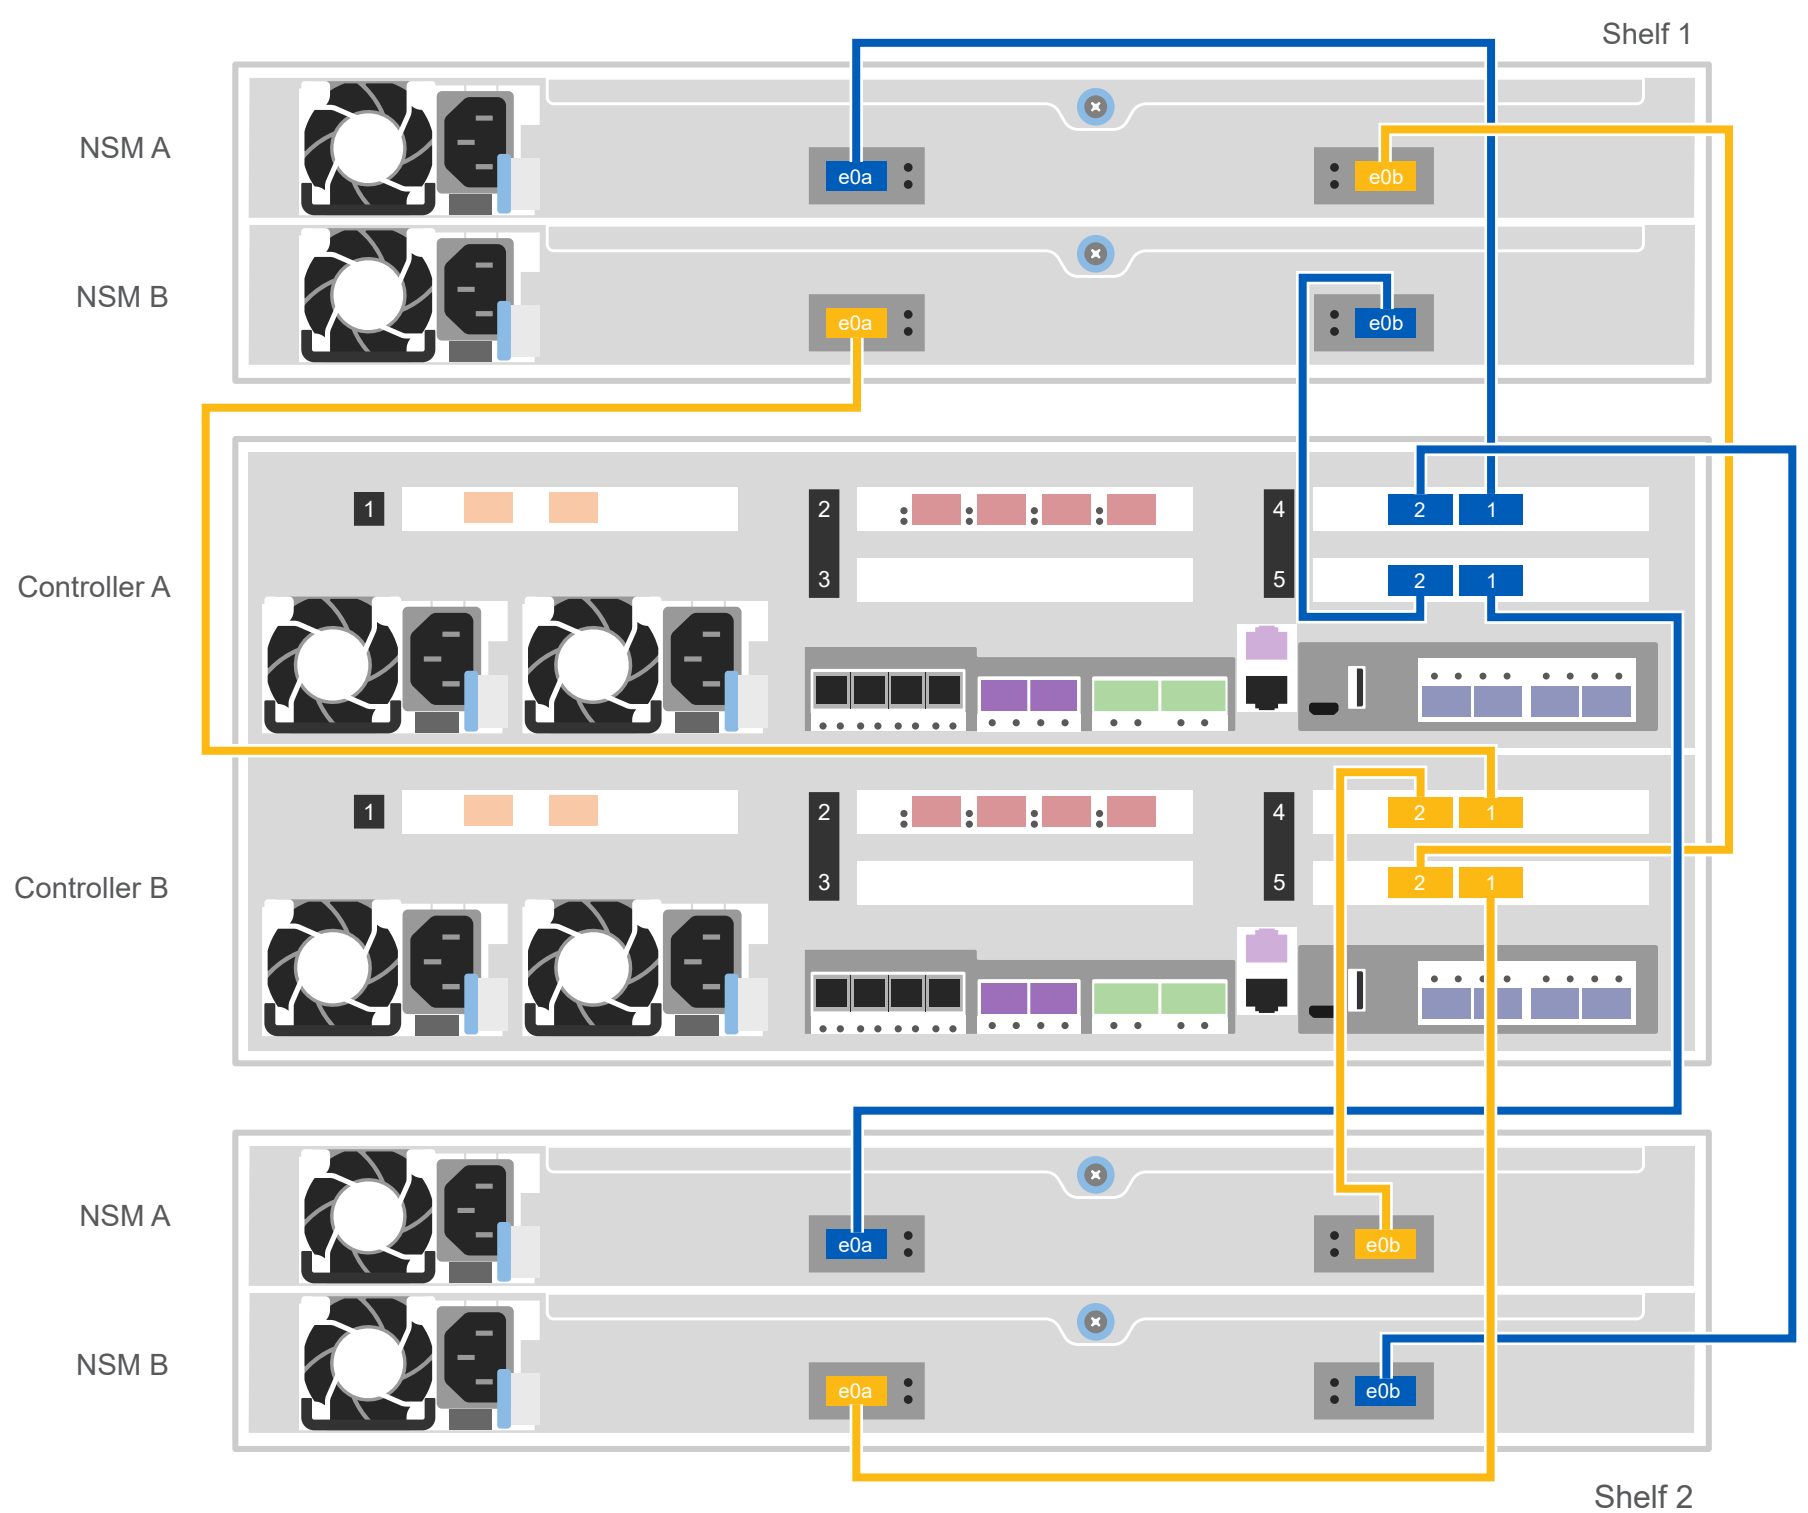 Shelf 1
NSM A
e0a
e0b
NSM B
e0a
e0b
Controller A
1
2
4
2 1
3
5
2 1
Controller B
1
2
4
2 1
3
5
2 1
NSM A
e0a
e0b
NSM B
e0a
e0b
Shelf 2